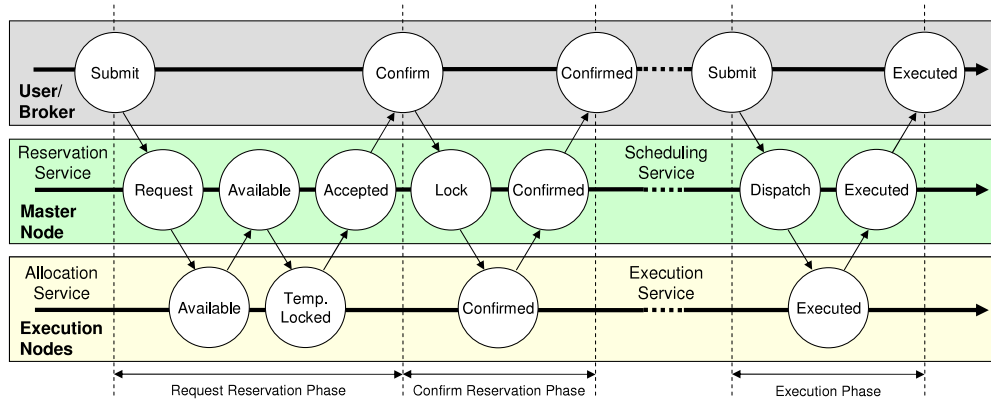 Submit
Confirm
Confirmed
Submit
Executed
User/
Broker
Reservation
Service
Scheduling
Service
Request
Available
Accepted
Lock
Confirmed
Dispatch
Executed
Master
Node
Allocation
Service
Execution
Service
Available
Temp.
Locked
Confirmed
Executed
Execution
Nodes
Request Reservation Phase
Confirm Reservation Phase
Execution Phase